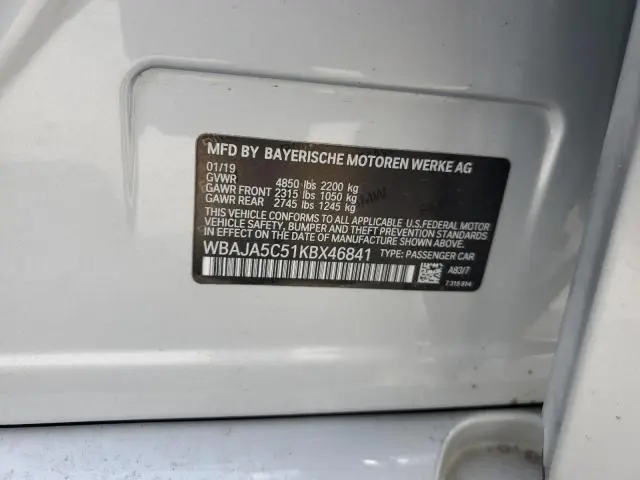 MFD BY BAYERISCHE MOTOREN WERKE AG
01/19
GVWR 4850 lbs 2200 kg
GAWR FRONT 2315 lbs 1050 kg
GAWR REAR 2745 lbs 1245 kg
THIS VEHICLE CONFORMS TO ALL APPLICABLE U.S.FEDERAL MOTOR
VEHICLE SAFETY, BUMPER AND THEFT PREVENTION STANDARDS
IN EFFECT ON THE DATE OF MANUFACTURE SHOWN ABOVE.
WBAJA5C51KBX46841 TYPE: PASSENGER CAR
A83/7